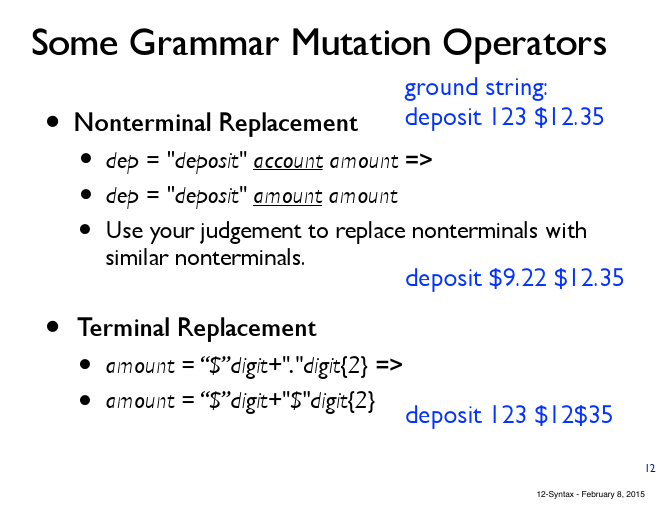 Some Grammar Mutation Operators
ground string:
deposit 123 $12.35
• Nonterminal Replacement
• dep = "deposit" account amount =>
• dep = "deposit" amount amount
• Use your judgement to replace nonterminals with
similar nonterminals.
deposit $9.22 $12.35
• Terminal Replacement
• amount = “$”digit+"."digit{2} =>
• amount = “$”digit+"$"digit{2}
deposit 123 $12$35
12
12-Syntax - February 8, 2015